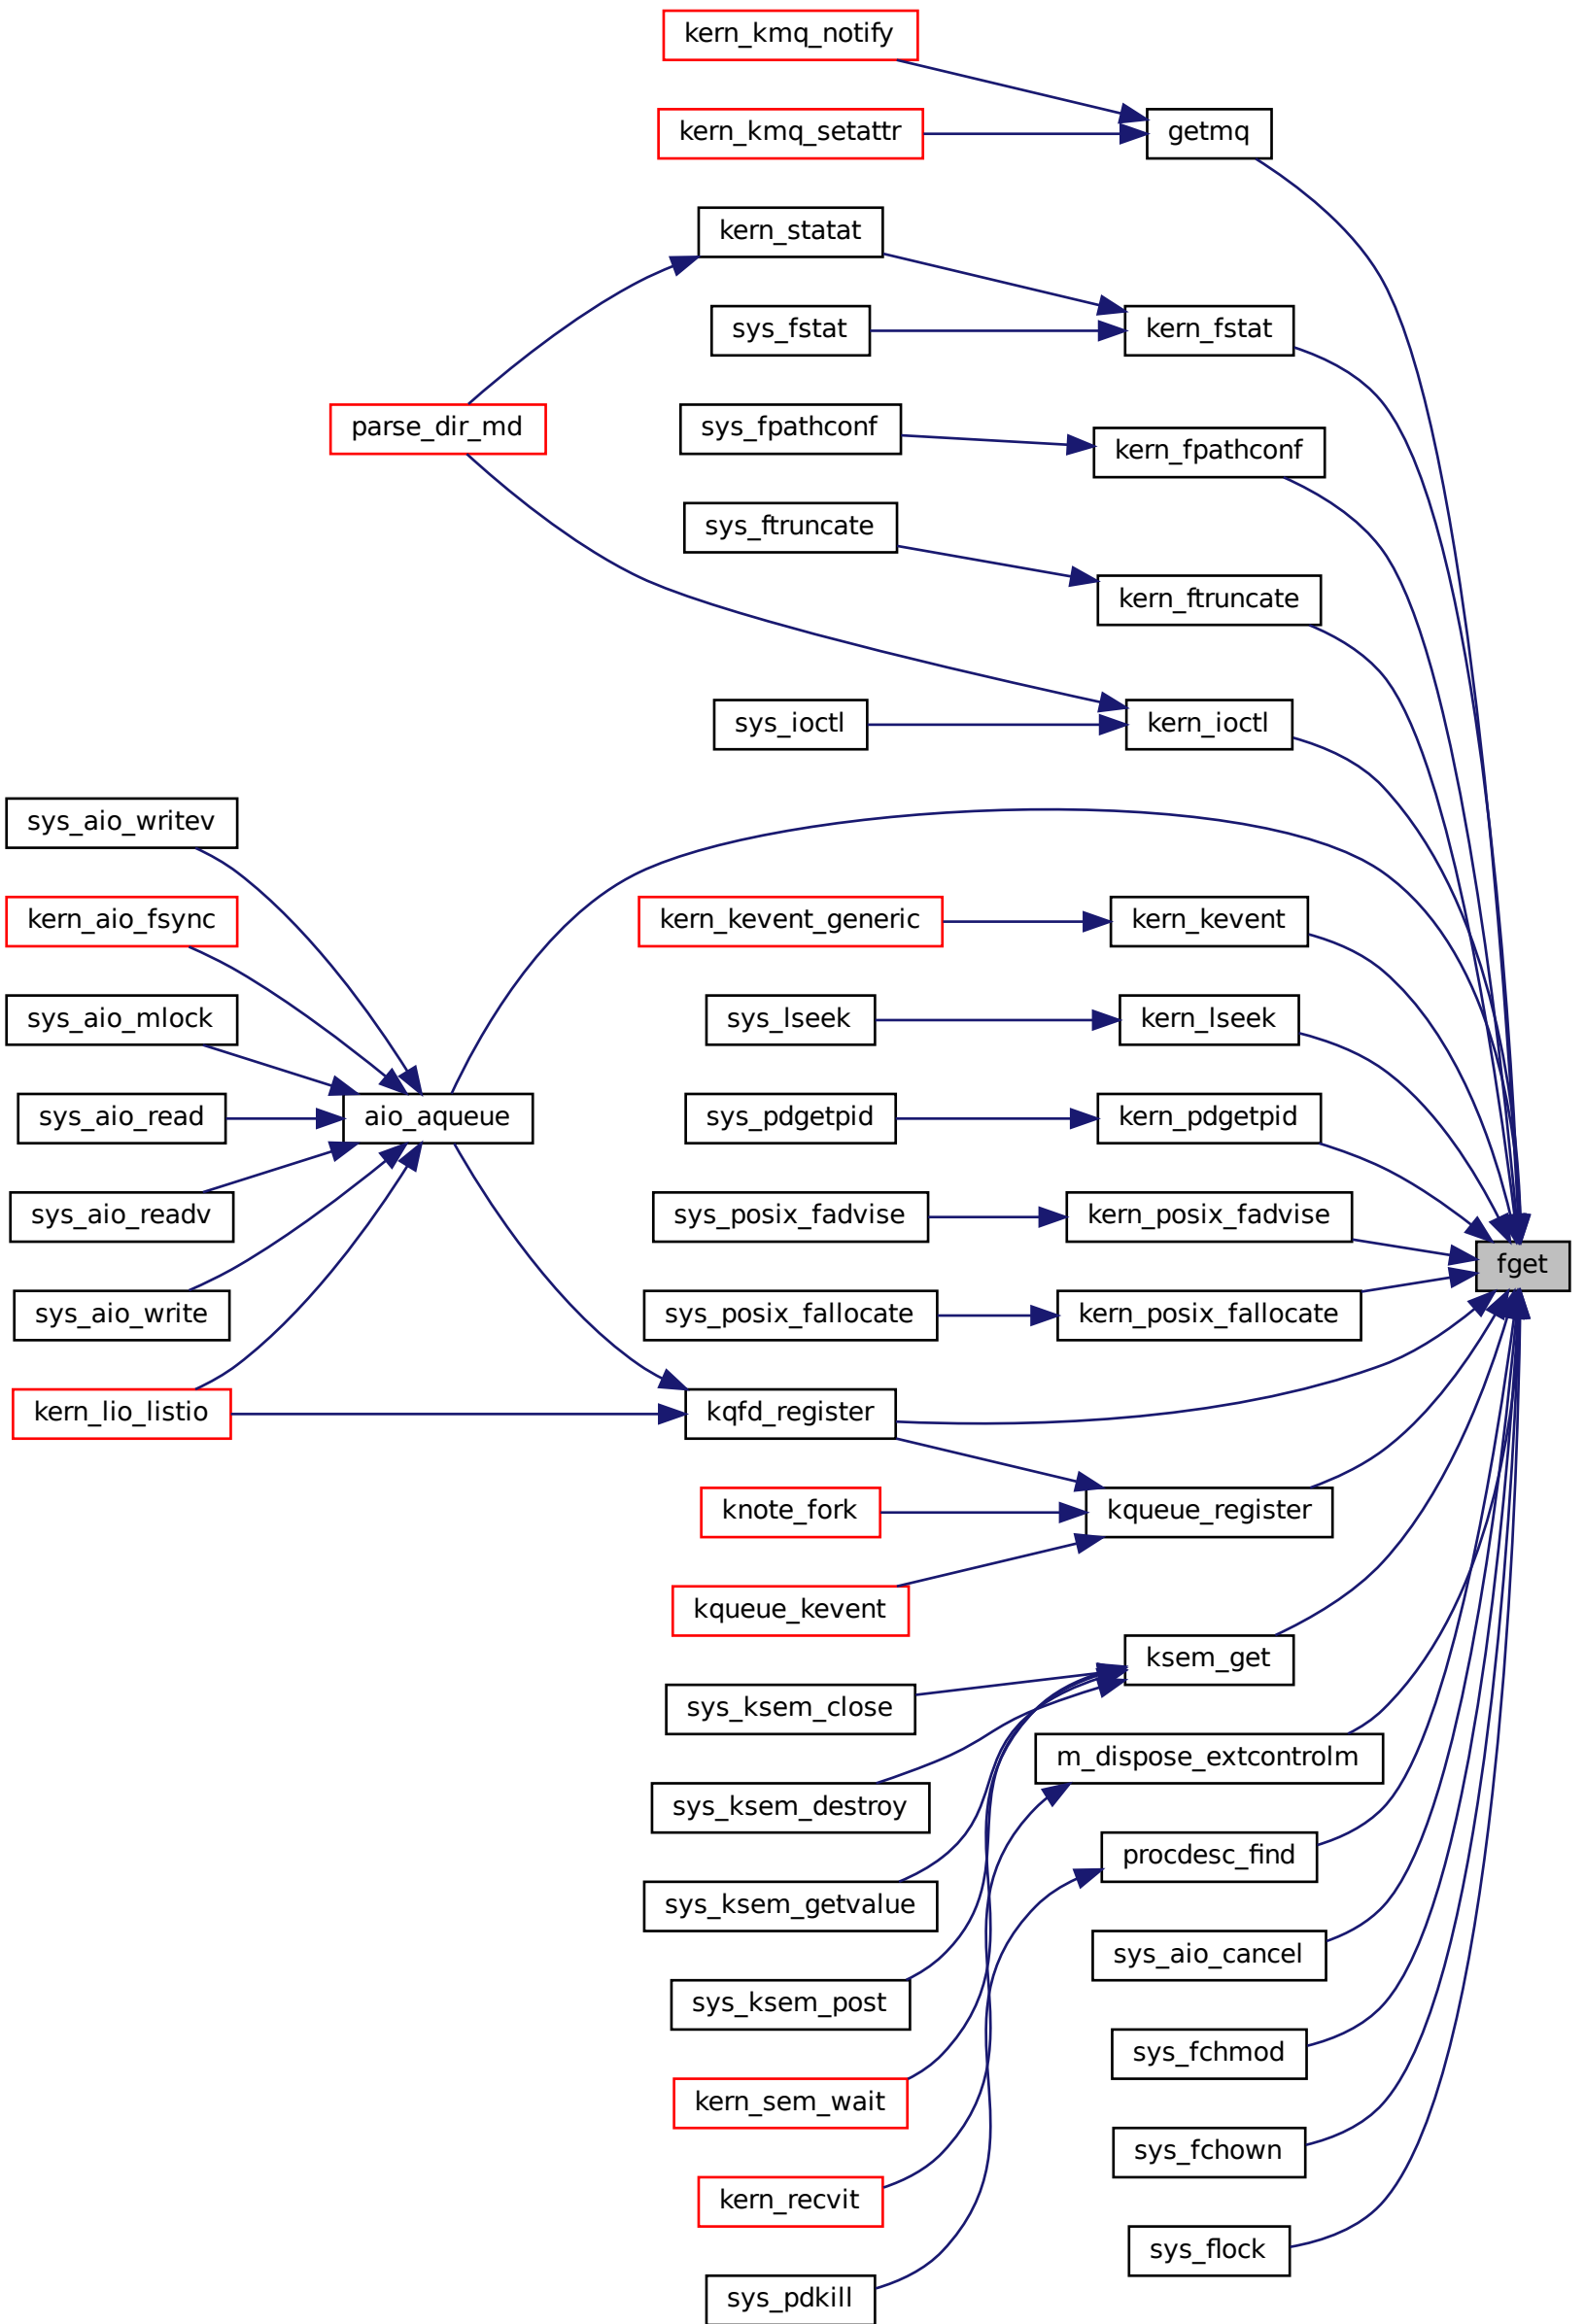 kern_kmq_notify
kern_kmq_setattr
getmq
kern_statat
sys_fstat
kern_fstat
parse_dir_md
sys_fpathconf
kern_fpathconf
sys_ftruncate
kern_ftruncate
sys_ioctl
kern_ioctl
sys_aio_writev
kern_aio_fsync
kern_kevent_generic
kern_kevent
sys_aio_mlock
sys_lseek
kern_lseek
sys_aio_read
aio_aqueue
sys_pdgetpid
kern_pdgetpid
sys_aio_readv
sys_posix_fadvise
kern_posix_fadvise
fget
sys_aio_write
sys_posix_fallocate
kern_posix_fallocate
kern_lio_listio
kqfd_register
knote_fork
kqueue_register
kqueue_kevent
ksem_get
sys_ksem_close
m_dispose_extcontrolm
sys_ksem_destroy
procdesc_find
sys_ksem_getvalue
sys_aio_cancel
sys_ksem_post
sys_fchmod
kern_sem_wait
sys_fchown
kern_recvit
sys_flock
sys_pdkill